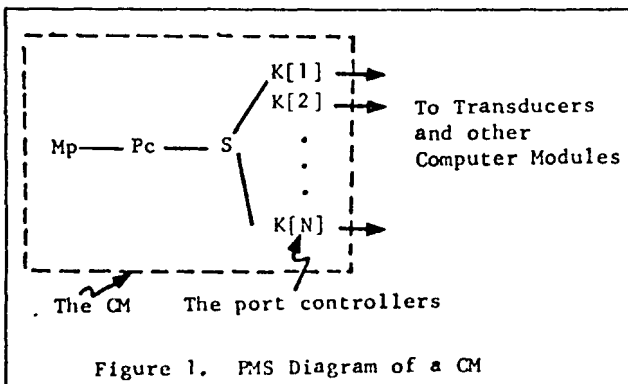 K[1]
K[2]
To Transducers
and other
Computer Modules
Mp Pc S
K[N]
The CM The port controllers
Figure 1. PMS Diagram of a CM